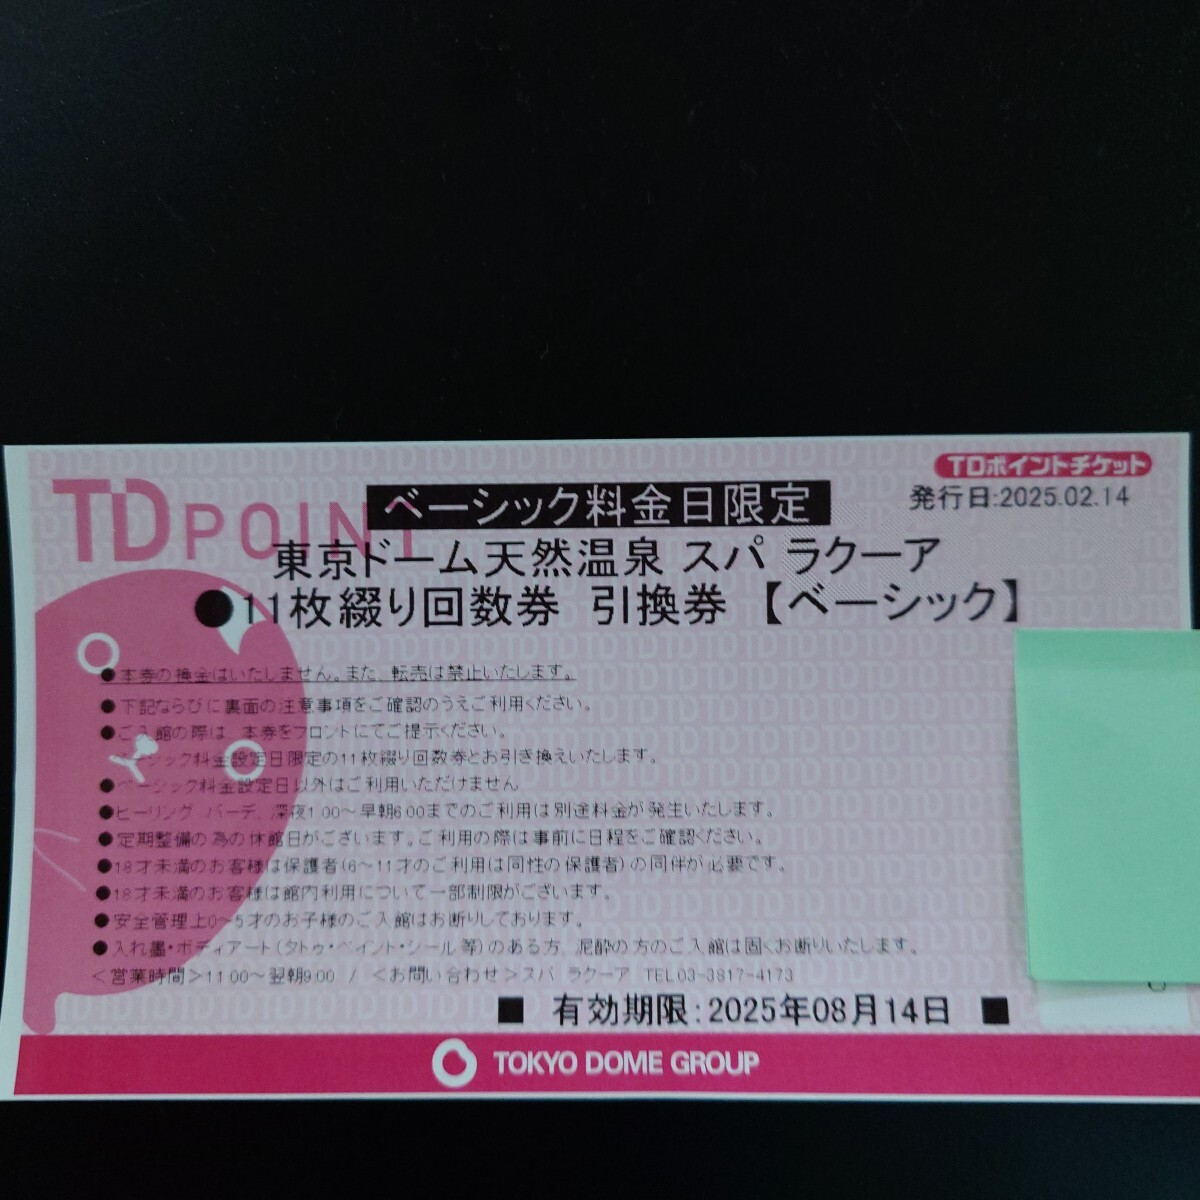 TDポイントチケット
TD POINT
ベーシック料金日限定
発行日:2025.02.14
東京ドーム天然温泉 スパ ラクーア
●11枚綴り回数券 引換券 【ベーシック】
●本券の換金はいたしません。また、転売は禁止いたします。
●下記ならびに裏面の注意事項をご確認のうえご利用ください。
●ご入館の際は、本券をフロントにてご提示ください。
ベーシック料金設定日限定の11枚綴り回数券とお引き換えいたします。
●ベーシック料金設定日以外はご利用いただけません
●ヒーリング バーデ、深夜1:00～早朝6:00までのご利用は別途料金が発生いたします。
●定期整備の為の休館日がございます。ご利用の際は事前に日程をご確認ください。
●18才未満のお客様は保護者(6～11才のご利用は同性の保護者)の同伴が必要です。
●18才未満のお客様は館内利用について一部制限がございます。
●安全管理上0～5才のお子様のご入館はお断りしております。
●入れ墨・ボディアート(タトゥ・ペイント・シール等)のある方、泥酔の方のご入館は固くお断りいたします。
＜営業時間＞11:00～翌朝9:00 / ＜お問い合わせ＞スパ ラクーア TEL03-3817-4173
■ 有効期限:2025年08月14日 ■
TOKYO DOME GROUP